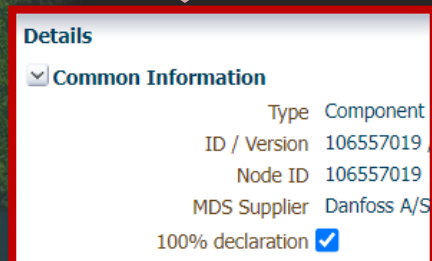 Details
Common Information
Type Component
ID / Version 106557019 /
Node ID 106557019
MDS Supplier Danfoss A/S
100% declaration